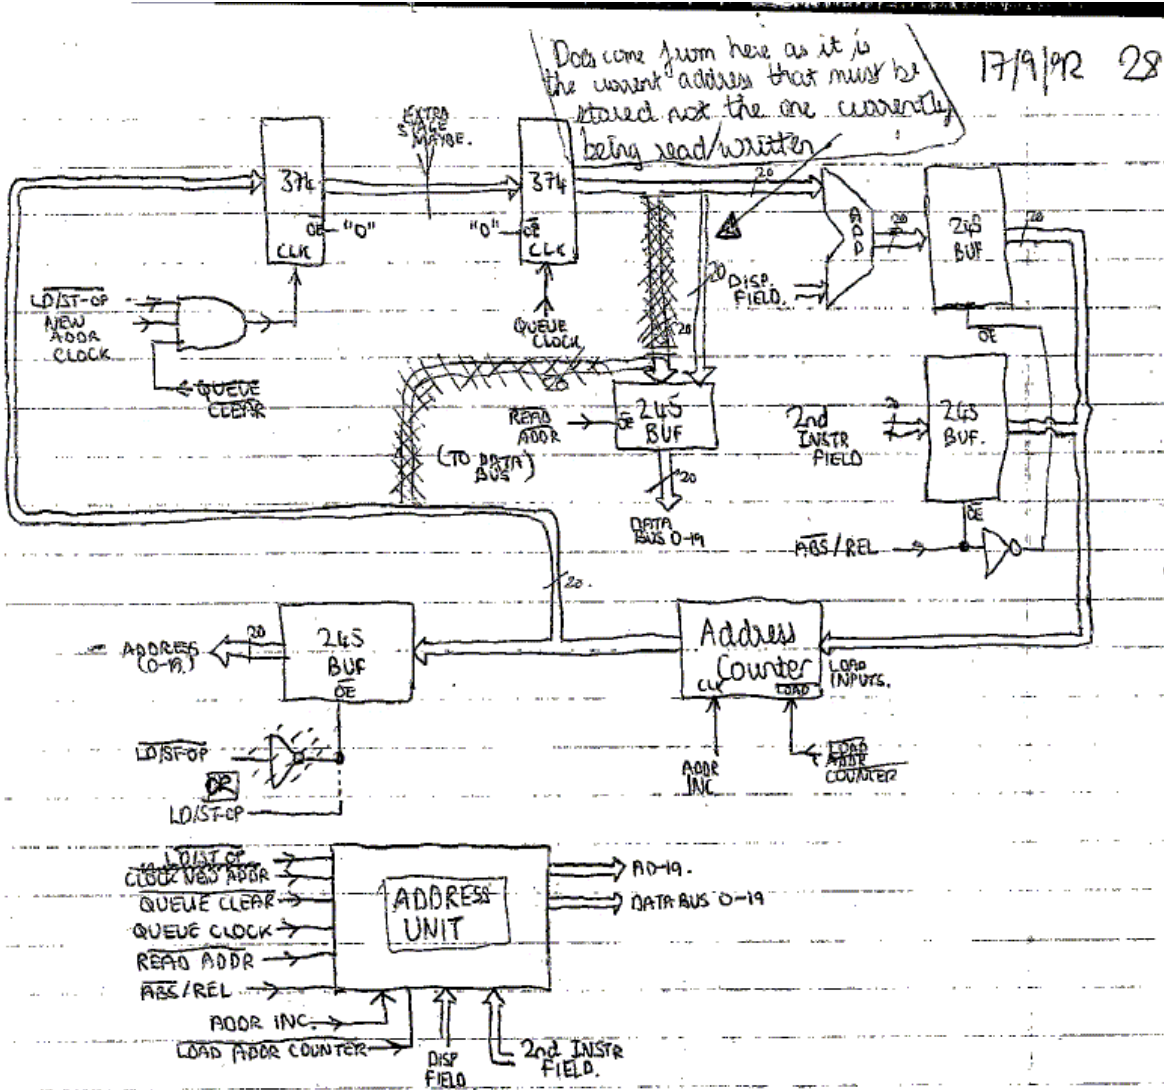 17/9/92 28
Does come from here as it is
the current address that must be
stored not the one currently
being read/written
EXTRA
STAGE
MAYBE.
374
OE
CLK
"0"
"0"
374
OE
CLK
20
ADD
20
245
BUF
20
OE
LD/ST-OP
NEW
ADDR
CLOCK
QUEUE
CLEAR
QUEUE
CLOCK
20
20
DISP.
FIELD.
20
READ
ADDR
OE
245
BUF
(TO DATA
BUS)
20
DATA
BUS 0-19
2nd
INSTR
FIELD
20
245
BUF.
OE
ABS/REL
20.
ADDRESS
(0-19)
20
245
BUF
OE
Address
Counter
CLK
LOAD
LOAD
INPUTS.
LD/ST-OP
OR
LD/ST-OP
ADDR
INC
LOAD
ADDR
COUNTER
LD/ST OP
CLOCK NEW ADDR
QUEUE CLEAR
QUEUE CLOCK
READ ADDR
ABS/REL
ADDR INC.
LOAD ADDR COUNTER
ADDRESS
UNIT
A0-19.
DATA BUS 0-19
DISP
FIELD
2nd INSTR
FIELD.